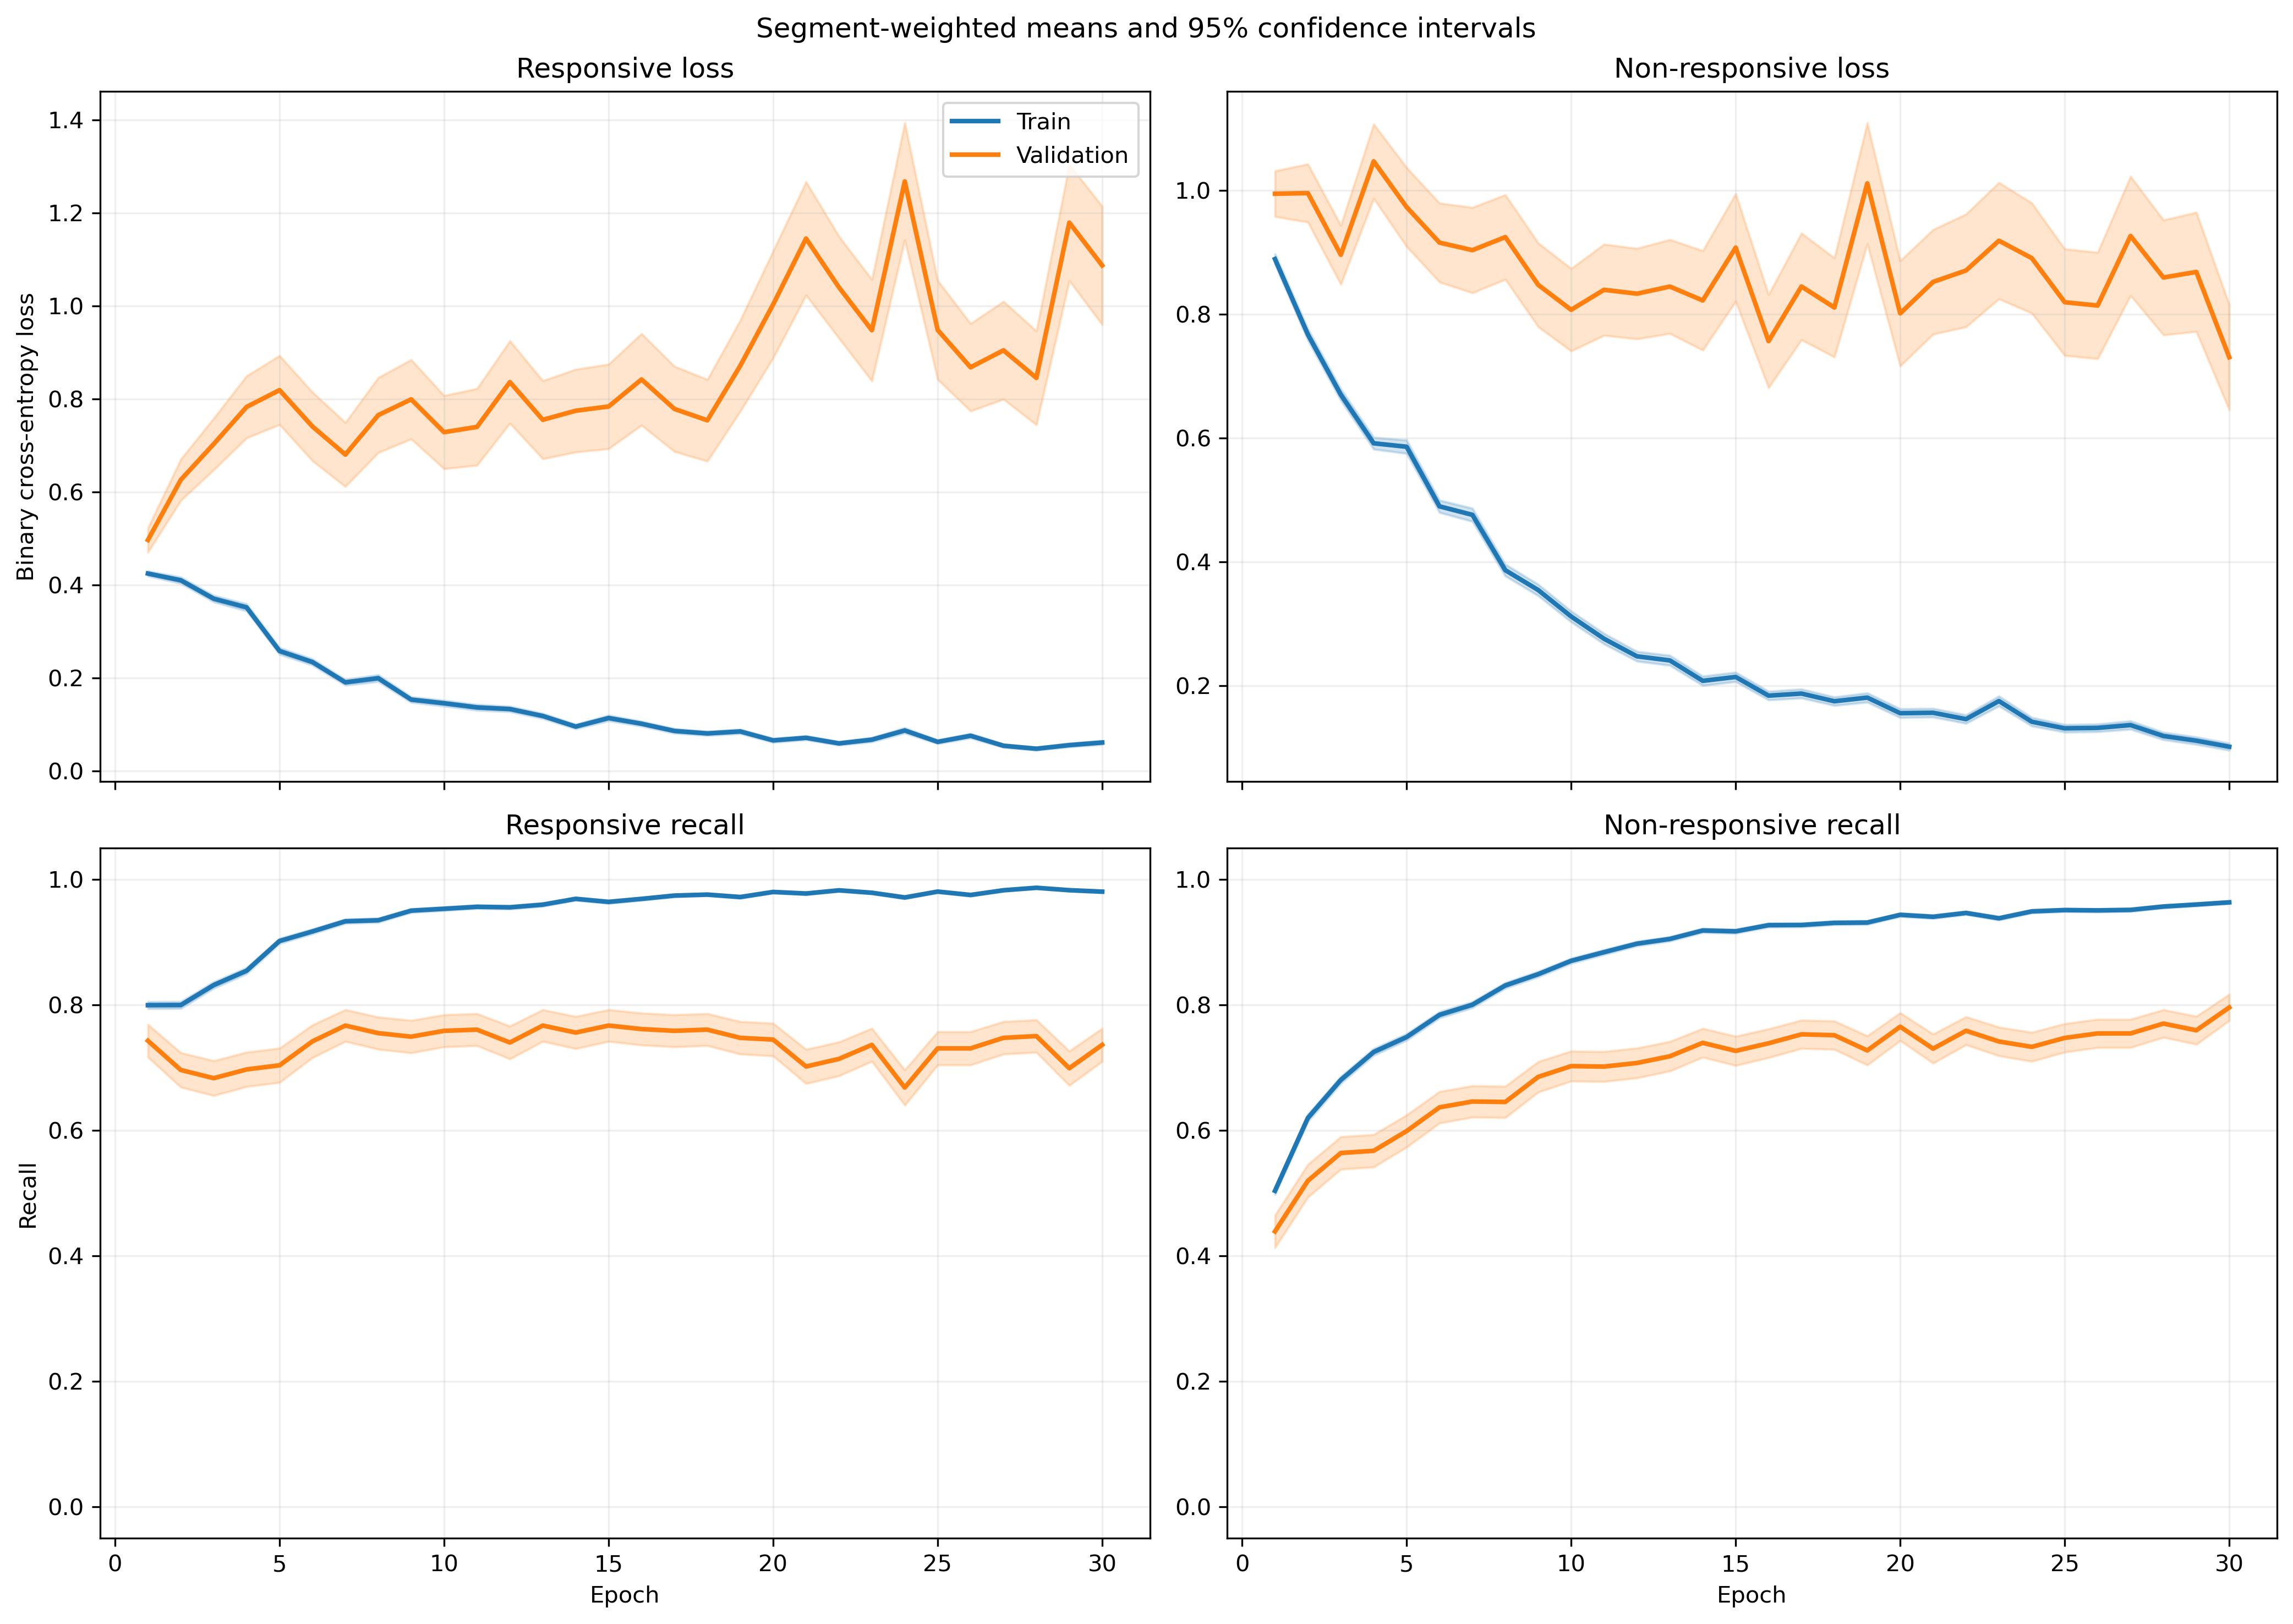 Segment-weighted means and 95% confidence intervals
Responsive loss
Non-responsive loss
Binary cross-entropy loss
1.4
1.2
1.0
0.8
0.6
0.4
0.2
0.0
Train
Validation
1.0
0.8
0.6
0.4
0.2
Responsive recall
Non-responsive recall
Recall
1.0
0.8
0.6
0.4
0.2
0.0
0 5 10 15 20 25 30
Epoch
1.0
0.8
0.6
0.4
0.2
0.0
0 5 10 15 20 25 30
Epoch